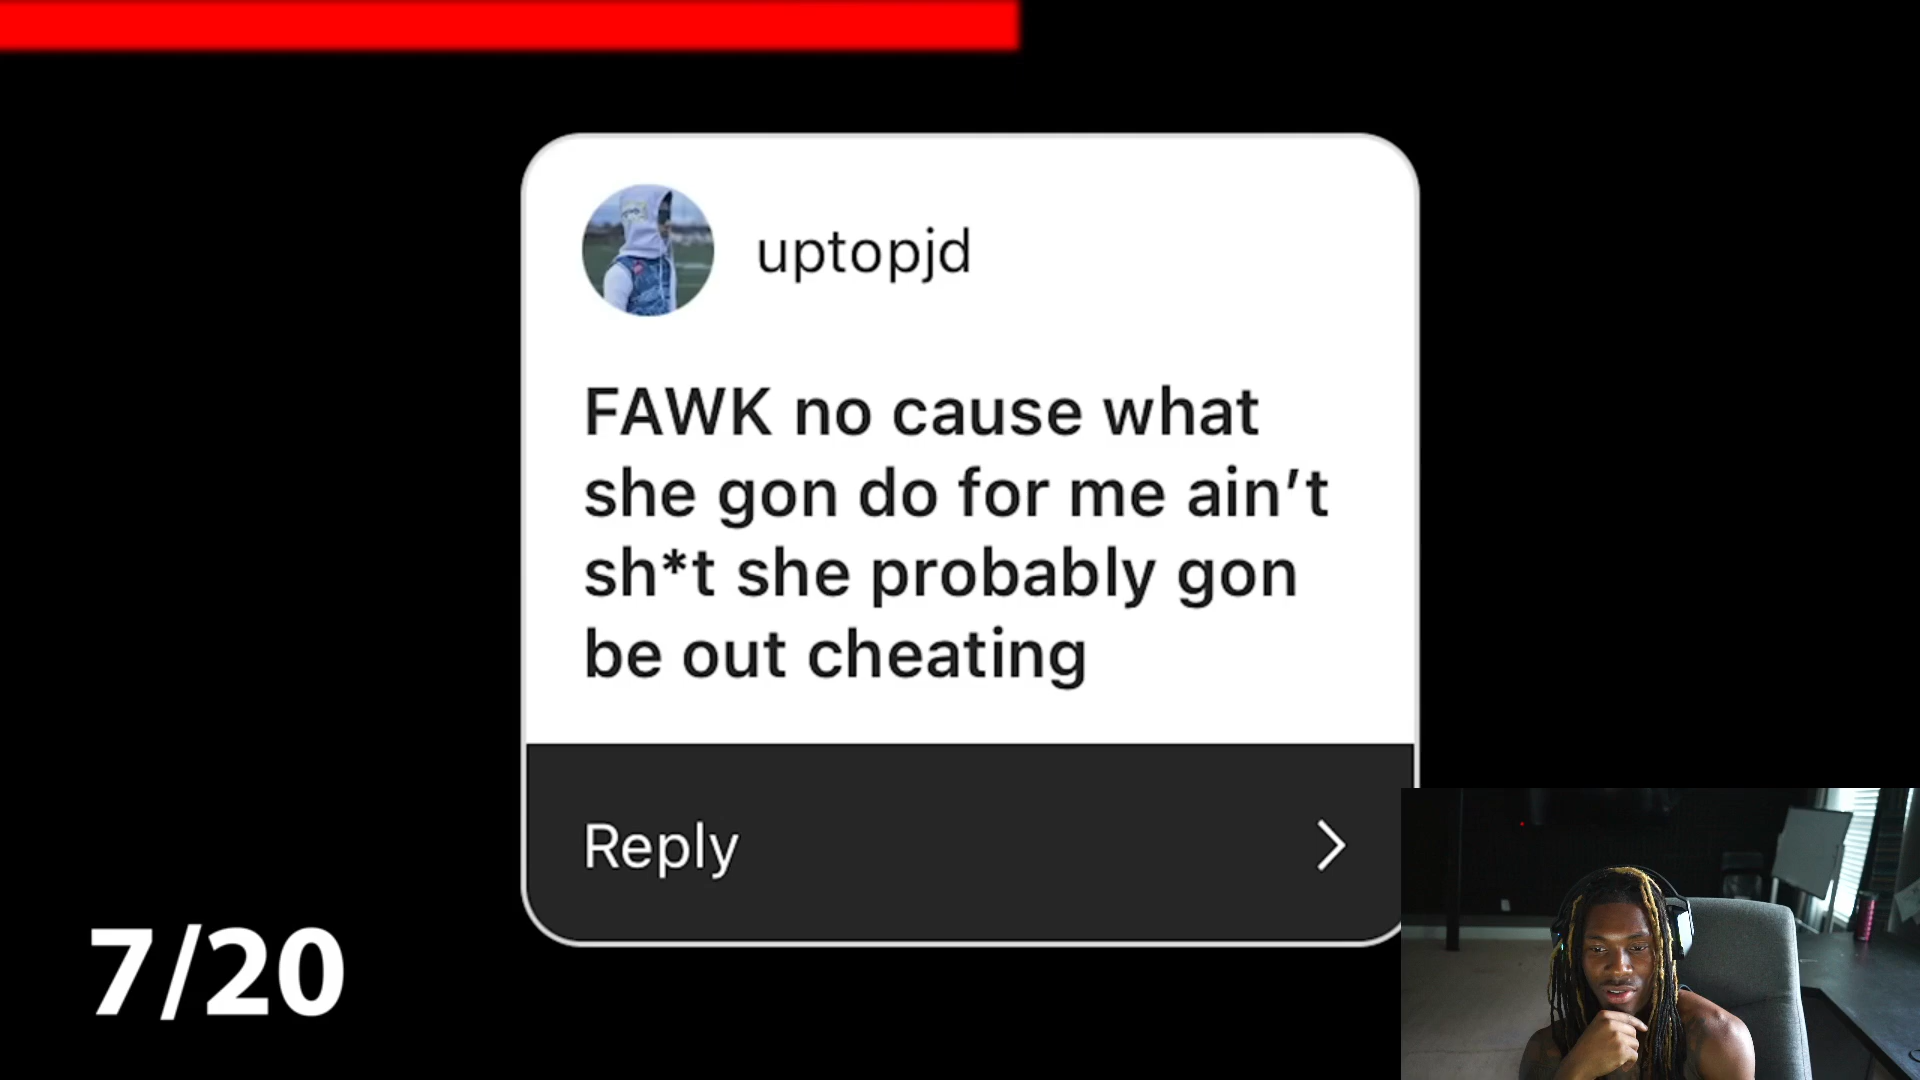 uptopjd
FAWK no cause what
she gon do for me ain’t
sh*t she probably gon
be out cheating
Reply
7/20